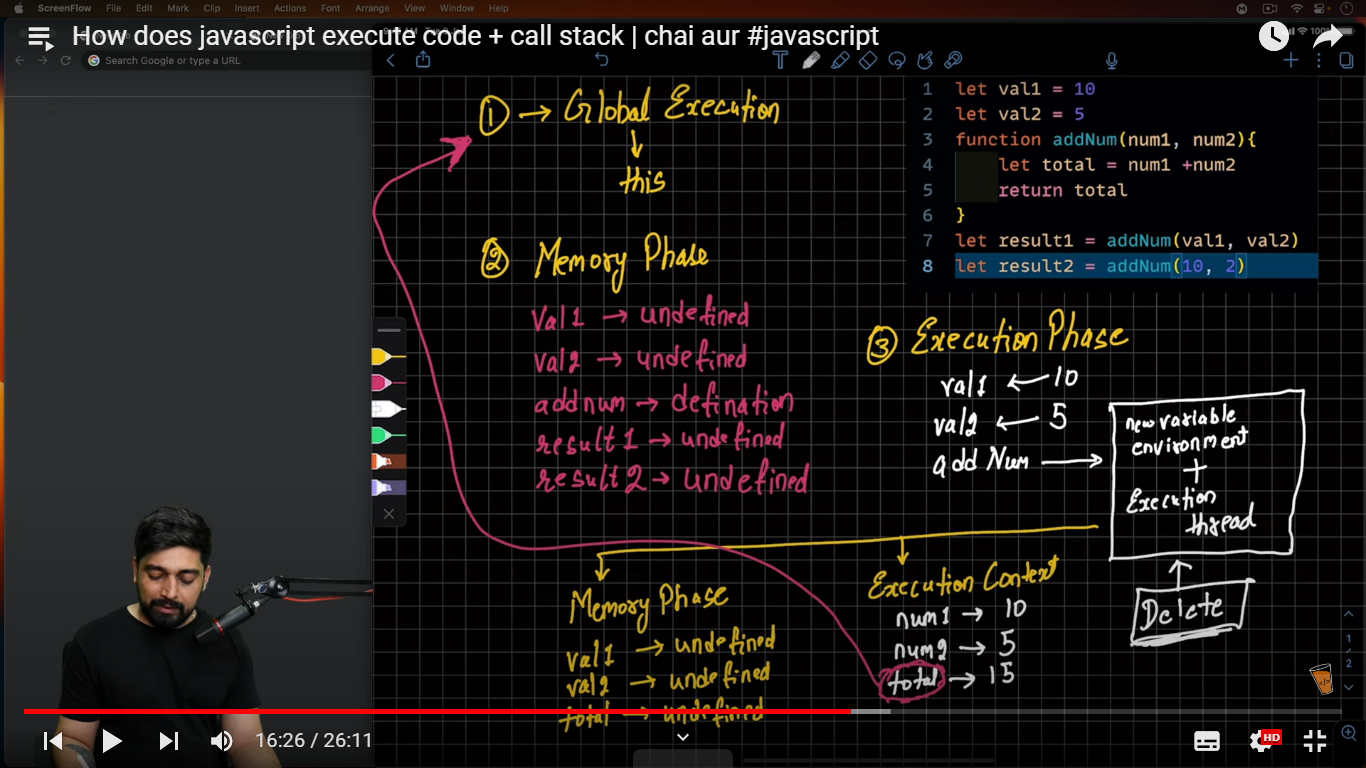 ScreenFlow File Edit Mark Clip Insert Actions Font Arrange View Window Help
How does javascript execute code + call stack | chai aur #javascript
Search Google or type a URL
① → Global Execution
↓
this
② Memory Phase
Val1 → undefined
val2 → undefined
addnum → defination
result1 → undefined
result2 → undefined
1 let val1 = 10
2 let val2 = 5
3 function addNum(num1, num2){
4 let total = num1 +num2
5 return total
6 }
7 let result1 = addNum(val1, val2)
8 let result2 = addNum(10, 2)
③ Execution Phase
val1 ← 10
val2 ← 5
add Num →
new variable
environment
+
Execution
thread
Delete
Memory Phase
val1 → undefined
val2 → undefined
total → undefined
Execution Context
num1 → 10
num2 → 5
total → 15
1
/
2
16:26 / 26:11
HD